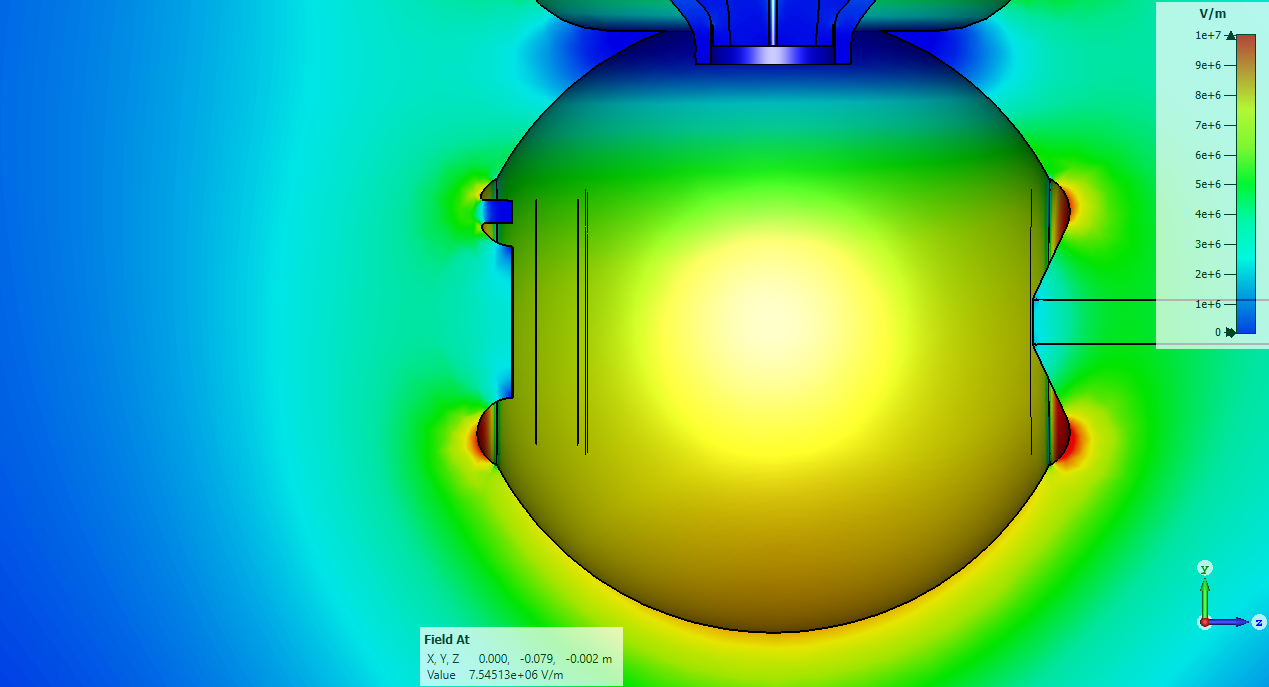 V/m
1e+7
9e+6
8e+6
7e+6
6e+6
5e+6
4e+6
3e+6
2e+6
1e+6
0
Y
z
Field At
X, Y, Z 0.000, -0.079, -0.002 m
Value 7.54513e+06 V/m